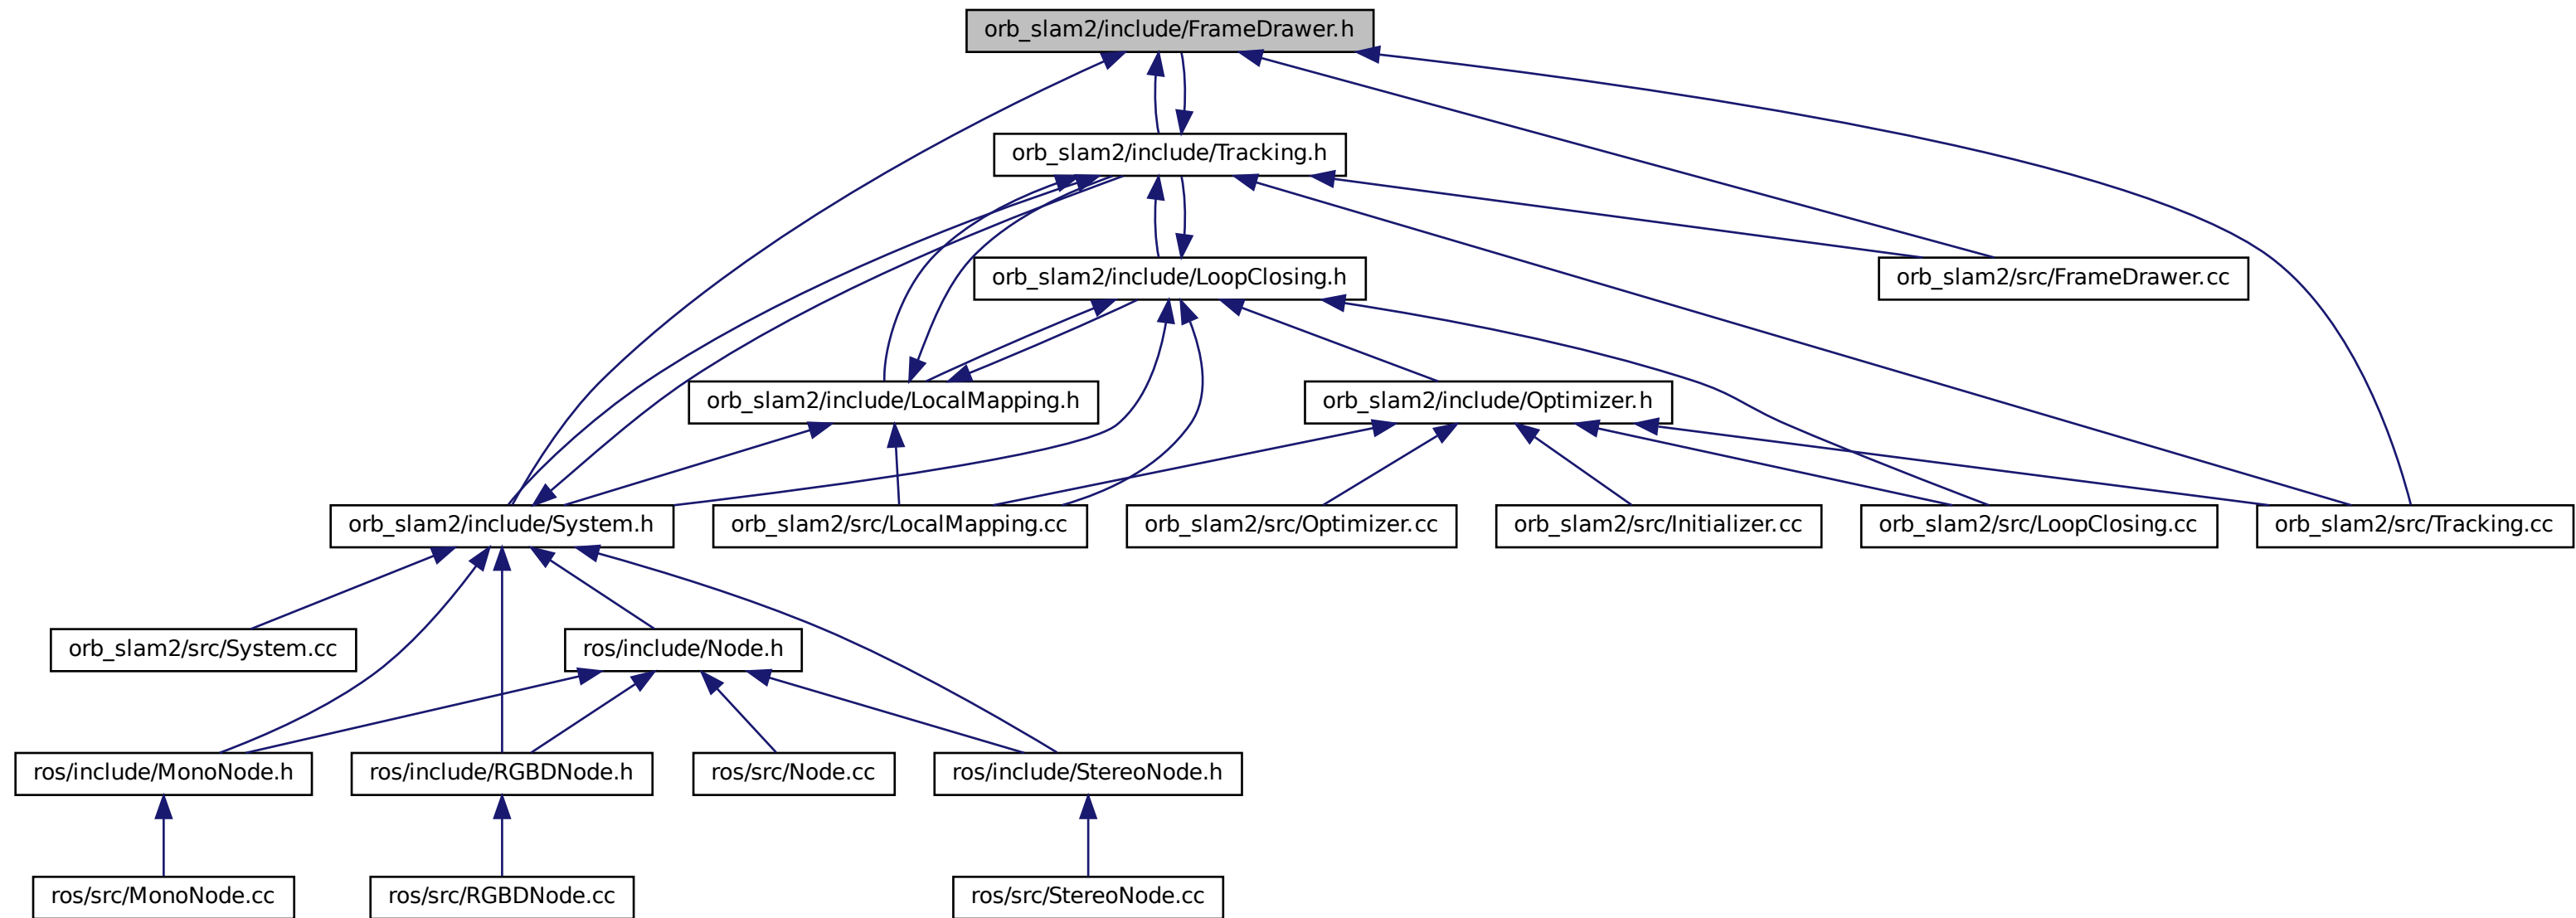 orb_slam2/include/FrameDrawer.h
orb_slam2/include/Tracking.h
orb_slam2/include/LoopClosing.h
orb_slam2/src/FrameDrawer.cc
orb_slam2/include/LocalMapping.h
orb_slam2/include/Optimizer.h
orb_slam2/include/System.h
orb_slam2/src/LocalMapping.cc
orb_slam2/src/Optimizer.cc
orb_slam2/src/Initializer.cc
orb_slam2/src/LoopClosing.cc
orb_slam2/src/Tracking.cc
orb_slam2/src/System.cc
ros/include/Node.h
ros/include/MonoNode.h
ros/include/RGBDNode.h
ros/src/Node.cc
ros/include/StereoNode.h
ros/src/MonoNode.cc
ros/src/RGBDNode.cc
ros/src/StereoNode.cc